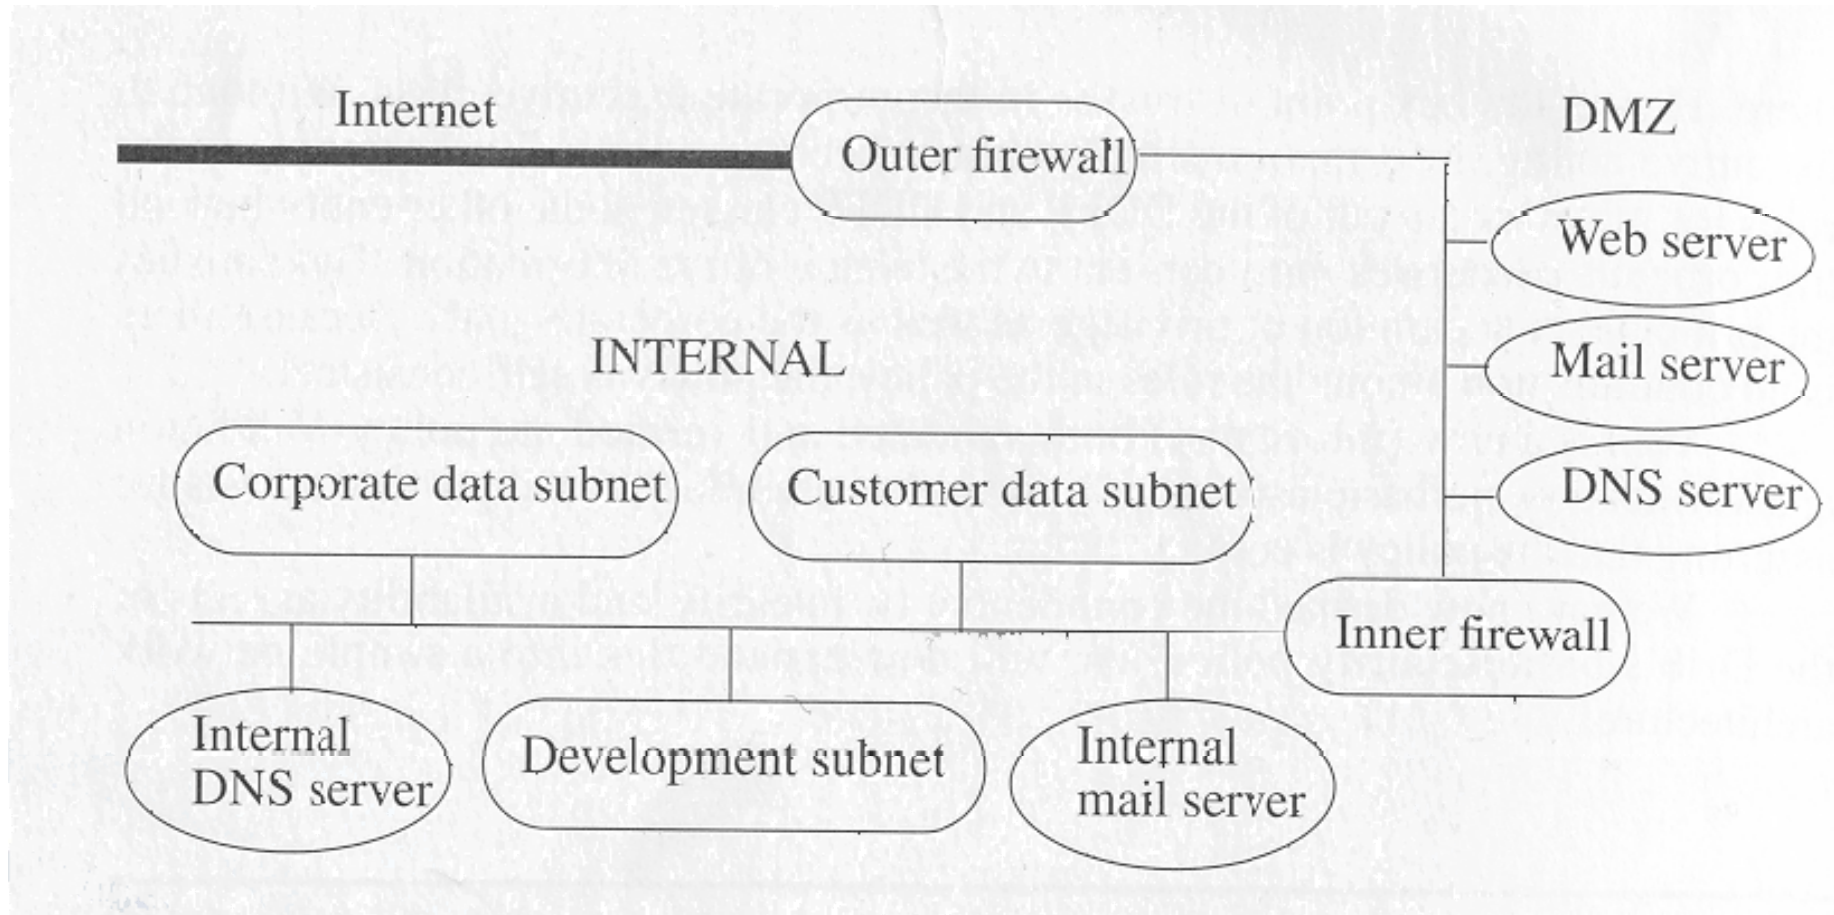 Internet
Outer firewall
DMZ
Web server
Mail server
DNS server
INTERNAL
Corporate data subnet
Customer data subnet
Inner firewall
Internal
DNS server
Development subnet
Internal
mail server